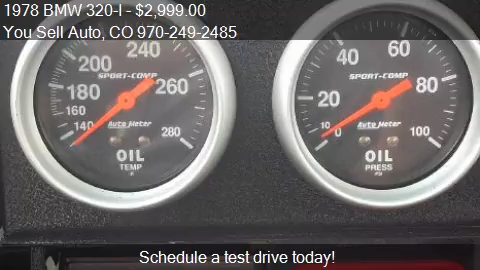 1978 BMW 320-I - $2,999.00
You Sell Auto, CO 970-249-2485
240
200
260
SPORT-COMP
180
160
140
Auto Meter
280
OIL
TEMP
60
40
SPORT-COMP
80
20
10
0
Auto Meter
100
OIL
PRESS
Schedule a test drive today!